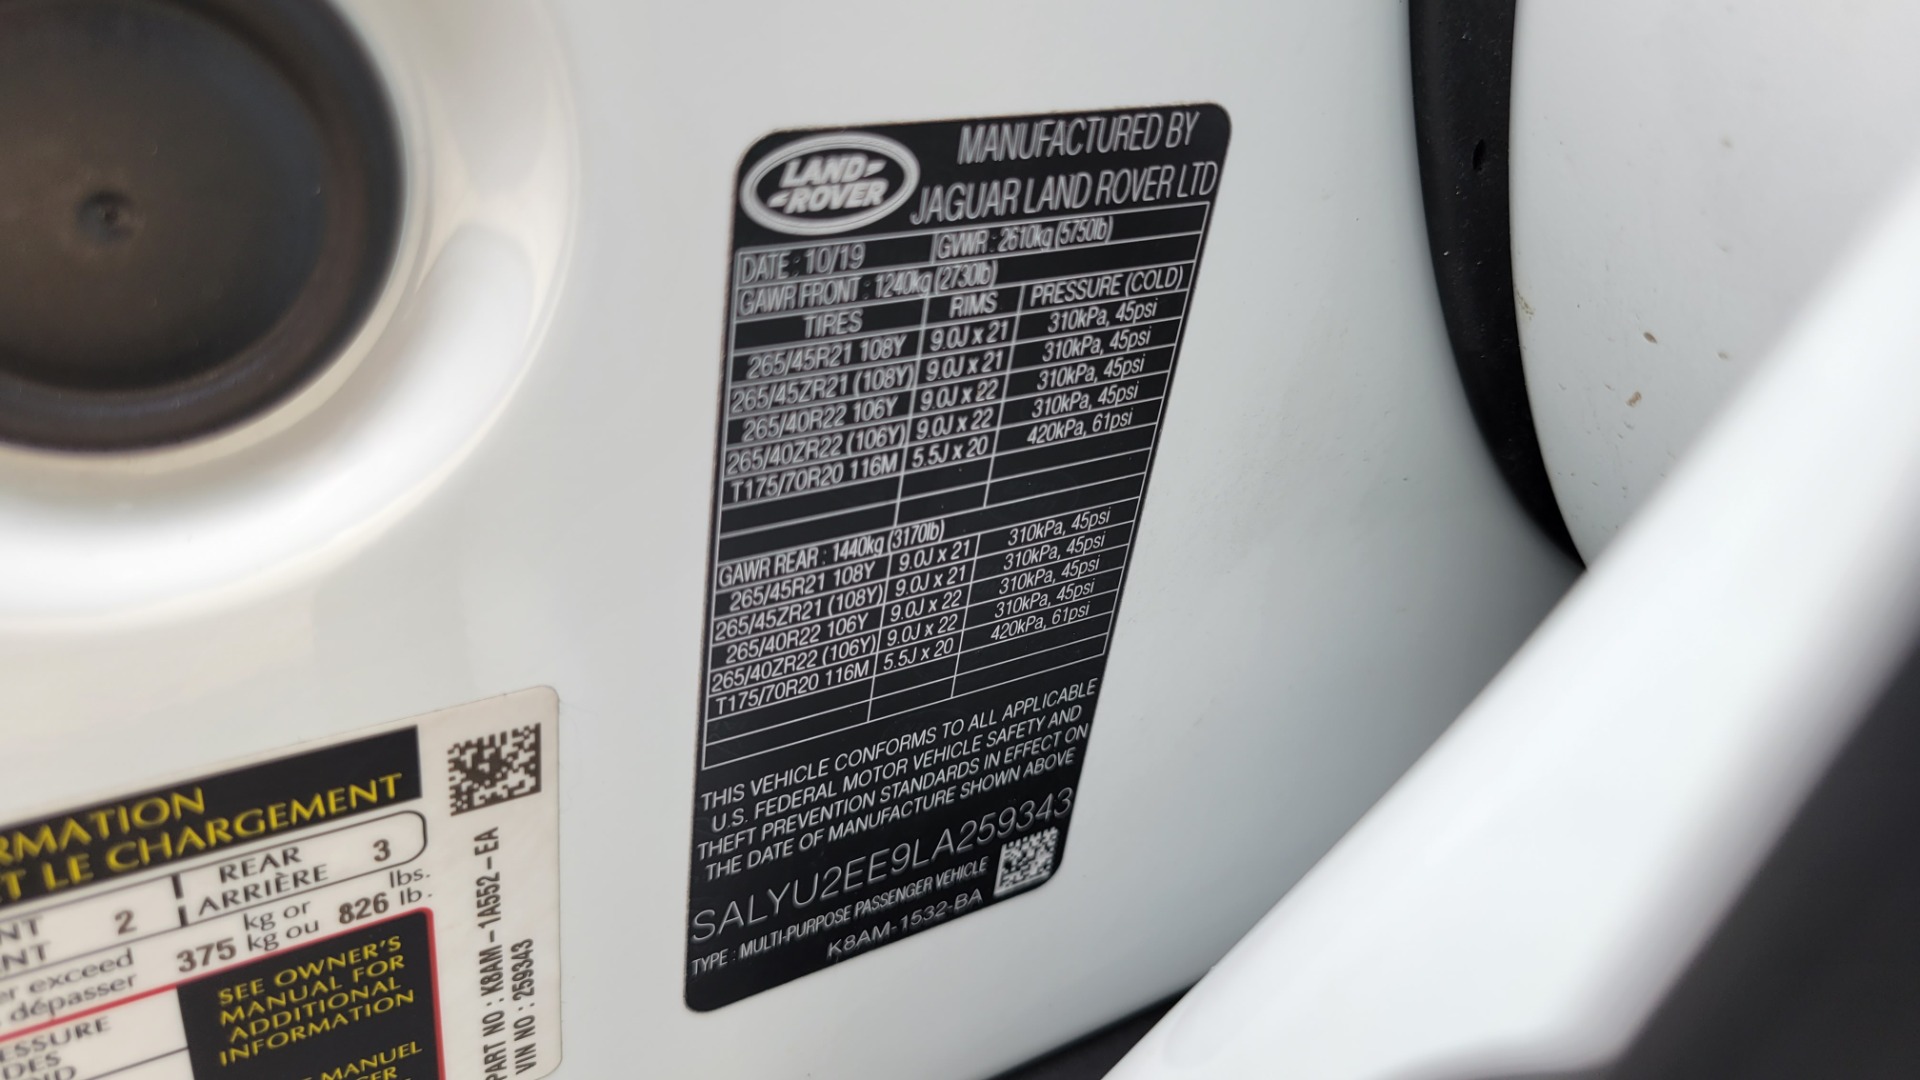 LAND-
-ROVER
MANUFACTURED BY
JAGUAR LAND ROVER LTD
DATE : 10/19 GVWR : 2610kg (5750lb)
GAWR FRONT : 1240kg (2730lb)
TIRES RIMS PRESSURE (COLD)
265/45R21 108Y 9.0J x 21 310kPa, 45psi
265/45ZR21 (108Y) 9.0J x 21 310kPa, 45psi
265/40R22 106Y 9.0J x 22 310kPa, 45psi
265/40ZR22 (106Y) 9.0J x 22 310kPa, 45psi
T175/70R20 116M 5.5J x 20 420kPa, 61psi
GAWR REAR : 1440kg (3170lb)
265/45R21 108Y 9.0J x 21 310kPa, 45psi
265/45ZR21 (108Y) 9.0J x 21 310kPa, 45psi
265/40R22 106Y 9.0J x 22 310kPa, 45psi
265/40ZR22 (106Y) 9.0J x 22 310kPa, 45psi
T175/70R20 116M 5.5J x 20 420kPa, 61psi
THIS VEHICLE CONFORMS TO ALL APPLICABLE
U.S. FEDERAL MOTOR VEHICLE SAFETY AND
THEFT PREVENTION STANDARDS IN EFFECT ON
THE DATE OF MANUFACTURE SHOWN ABOVE
SALYU2EE9LA259343
TYPE : MULTI-PURPOSE PASSENGER VEHICLE
K8AM-1532-BA
RMATION
T LE CHARGEMENT
NT 2 REAR 3
NT ARRIÈRE
er exceed 375 kg or 826 lbs.
dépasser kg ou lb.
ESSURE
DES
ID
SEE OWNER'S
MANUAL FOR
ADDITIONAL
INFORMATION
MANUEL
PART NO : K8AM-1A552-EA
VIN NO : 259343